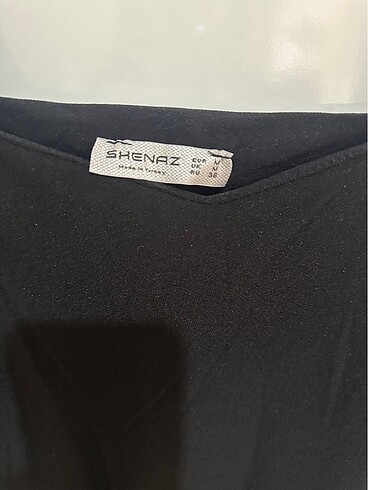 SHENAZ
Made in Turkey
EUR M
UK M
RU 38